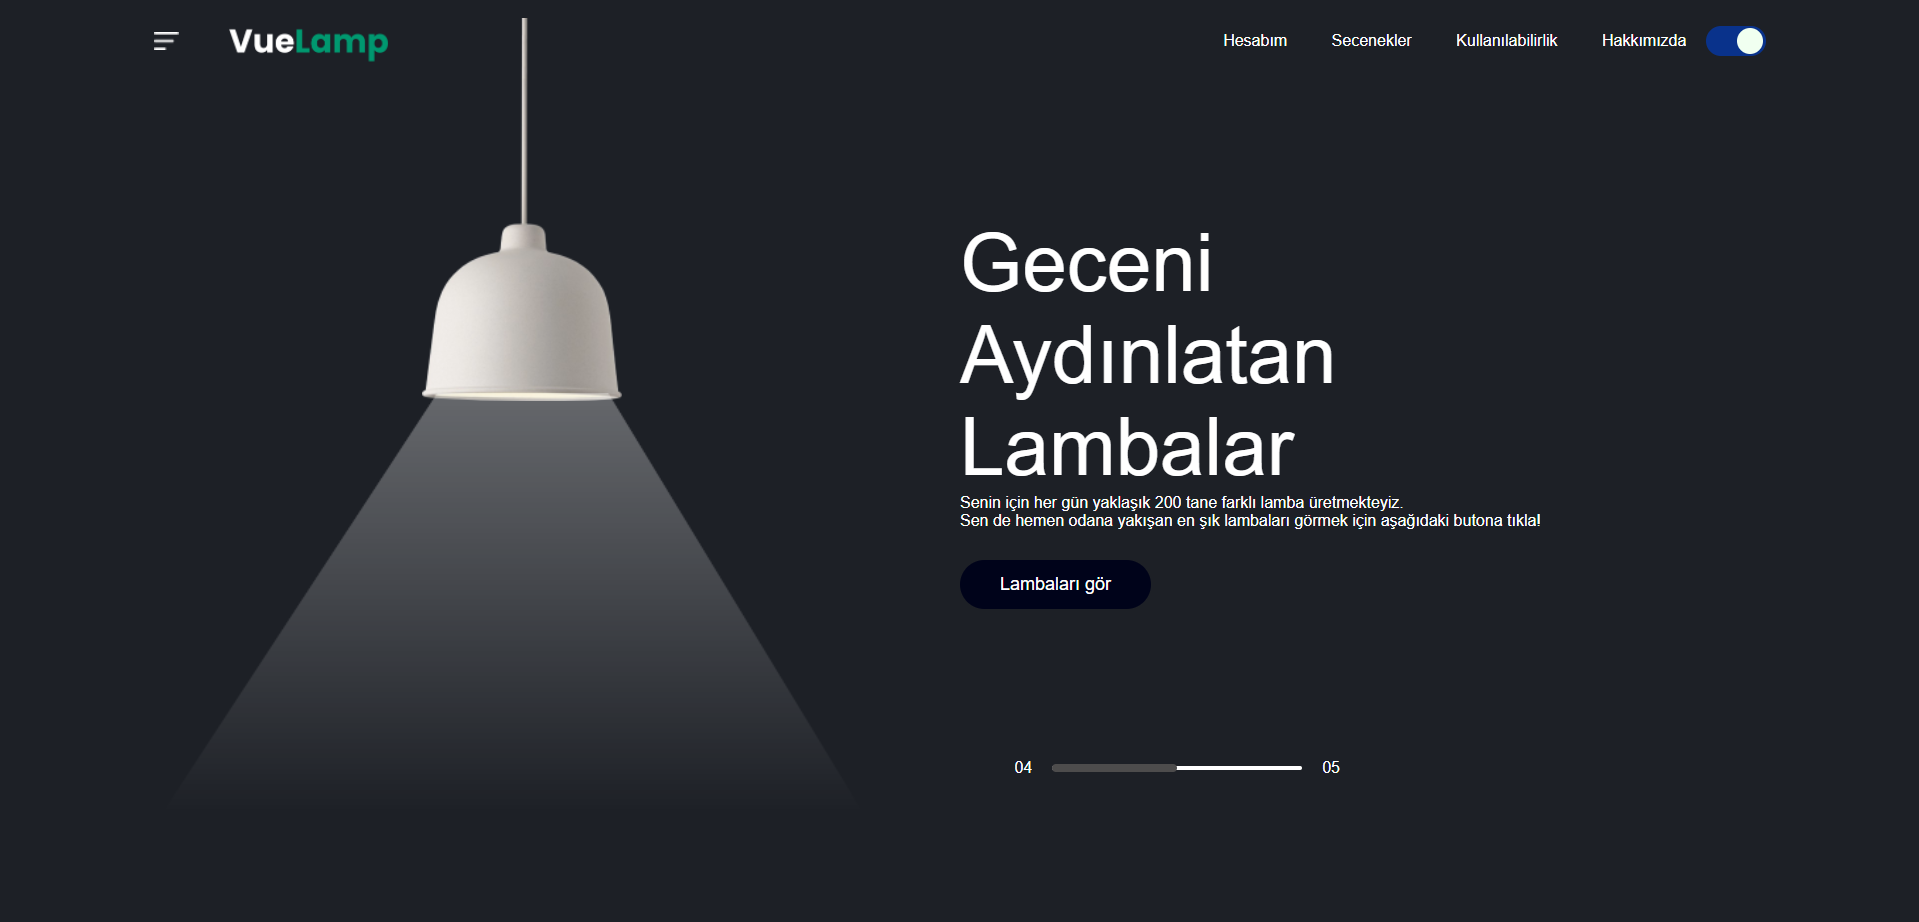 VueLamp
Hesabım
Secenekler
Kullanılabilirlik
Hakkımızda
Geceni
Aydınlatan
Lambalar
Senin için her gün yaklaşık 200 tane farklı lamba üretmekteyiz.
Sen de hemen odana yakışan en şık lambaları görmek için aşağıdaki butona tıkla!
Lambaları gör
04
05